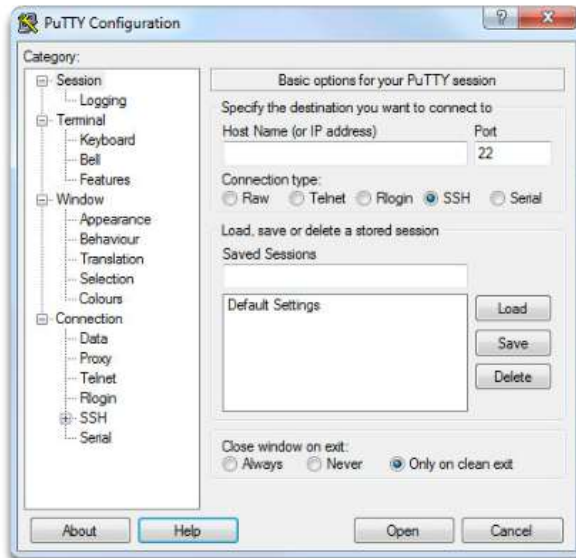 PuTTY Configuration
Category:
Session
Logging
Terminal
Keyboard
Bell
Features
Window
Appearance
Behaviour
Translation
Selection
Colours
Connection
Data
Proxy
Telnet
Rlogin
SSH
Serial
Basic options for your PuTTY session
Specify the destination you want to connect to
Host Name (or IP address) Port
22
Connection type:
Raw Telnet Rlogin SSH Serial
Load, save or delete a stored session
Saved Sessions
Default Settings
Load
Save
Delete
Close window on exit:
Always Never Only on clean exit
About Help Open Cancel